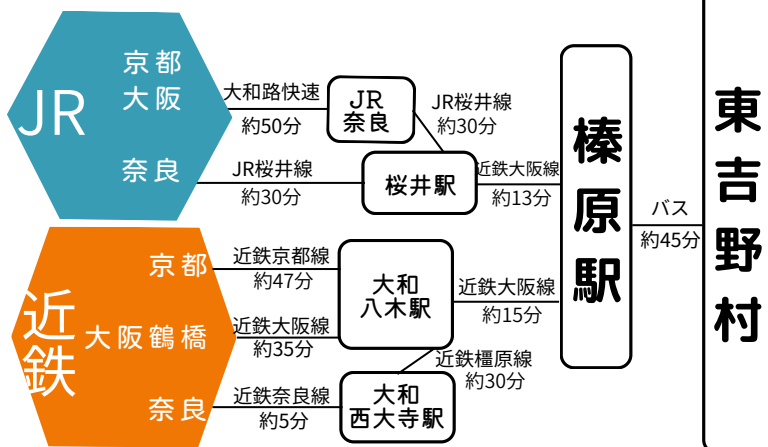 JR
京都
大阪
奈良
大和路快速
約50分
JR
奈良
JR桜井線
約30分
JR桜井線
約30分
桜井駅
近鉄大阪線
約13分
近鉄
京都
大阪鶴橋
奈良
近鉄京都線
約47分
近鉄大阪線
約35分
大和
八木駅
近鉄大阪線
約15分
近鉄橿原線
約30分
近鉄奈良線
約5分
大和
西大寺駅
榛原駅
バス
約45分
東吉野村